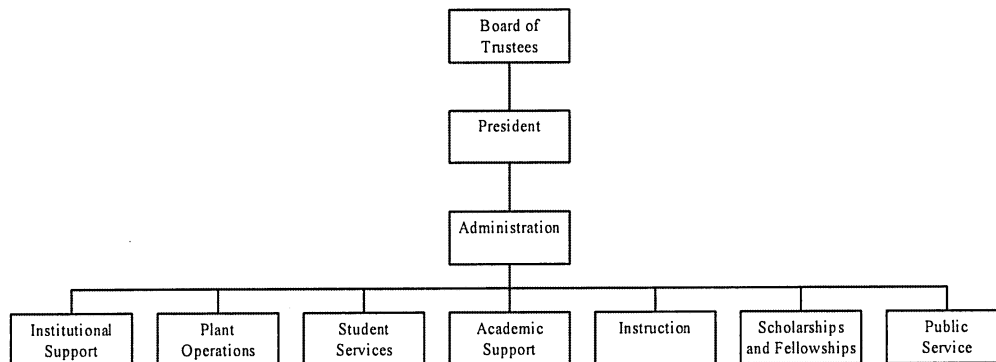 Board of
Trustees
President
Administration
Institutional
Support
Plant
Operations
Student
Services
Academic
Support
Instruction
Scholarships
and Fellowships
Public
Service